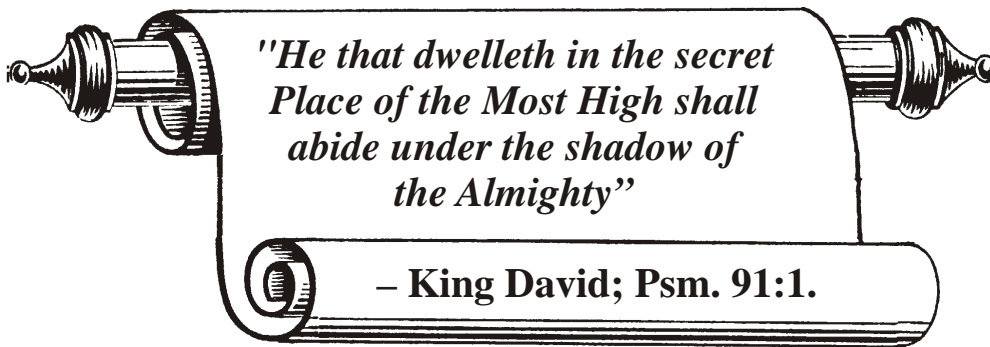 "He that dwelleth in the secret
Place of the Most High shall
abide under the shadow of
the Almighty”
– King David; Psm. 91:1.